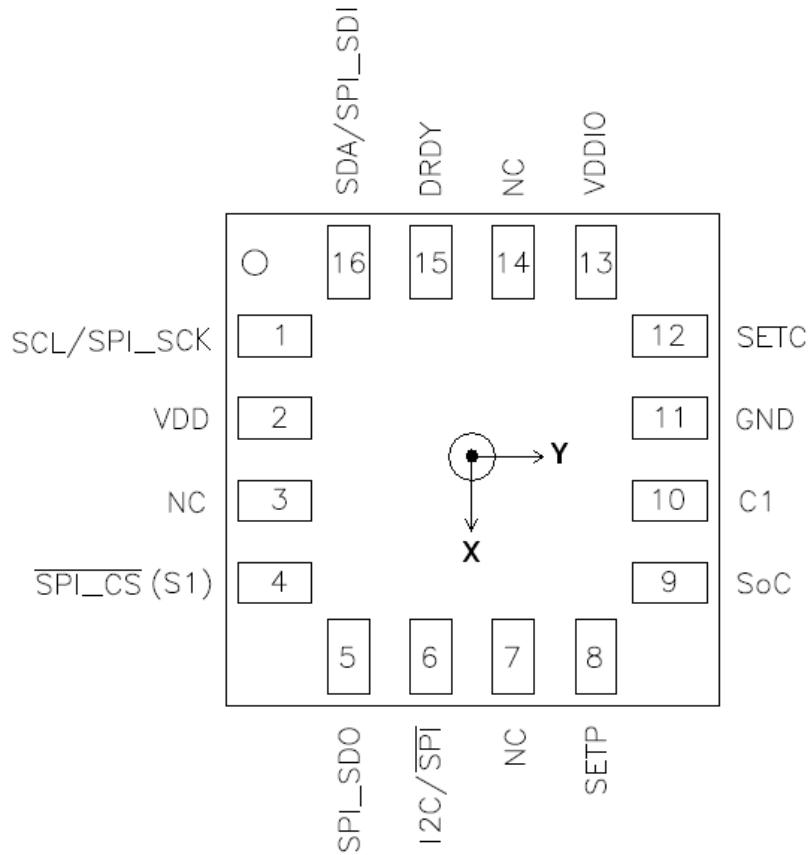 SDA/SPI_SDI
DRDY
NC
VDDIO
16
15
14
13
SCL/SPI_SCK
1
12
SETC
VDD
2
11
GND
Y
NC
3
10
C1
X
SPI_CS (S1)
4
9
SoC
5
6
7
8
SPI_SDO
I2C/SPI
NC
SETP